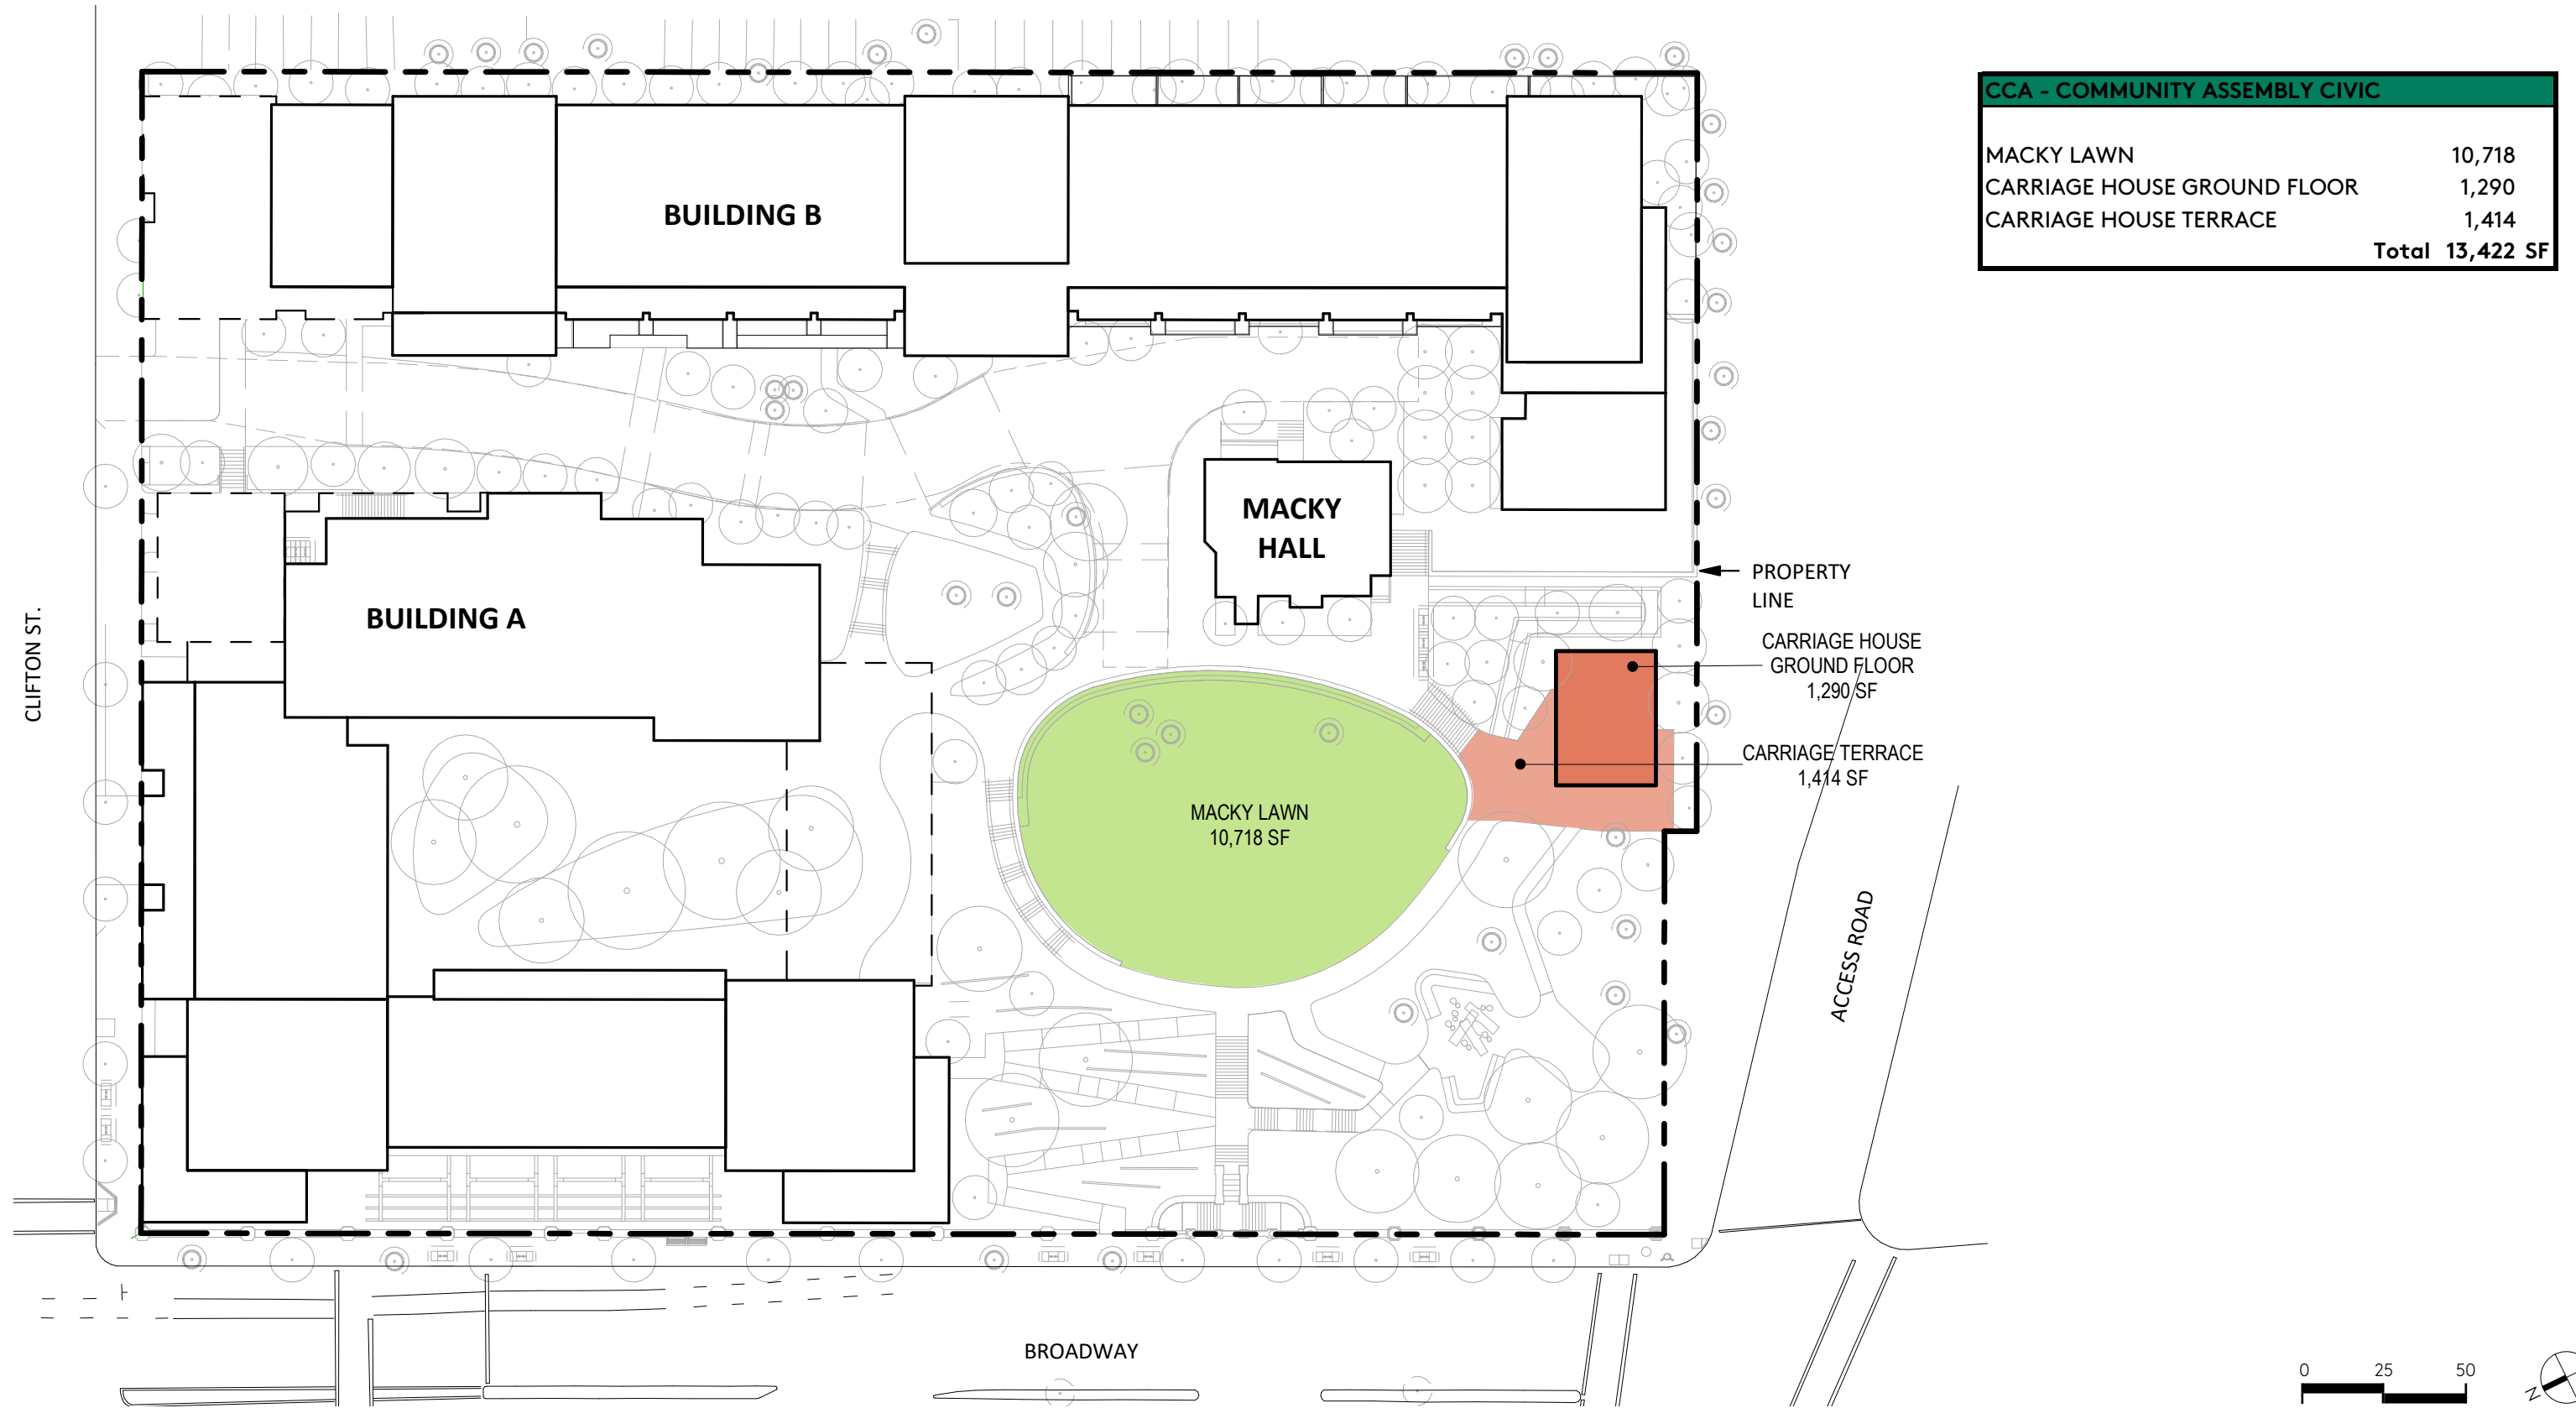 CCA - COMMUNITY ASSEMBLY CIVIC
MACKY LAWN 10,718
CARRIAGE HOUSE GROUND FLOOR 1,290
CARRIAGE HOUSE TERRACE 1,414
Total 13,422 SF
BUILDING B
MACKY
HALL
BUILDING A
PROPERTY
LINE
CARRIAGE HOUSE
GROUND FLOOR
1,290 SF
CARRIAGE TERRACE
1,414 SF
MACKY LAWN
10,718 SF
CLIFTON ST.
ACCESS ROAD
BROADWAY
0 25 50
N